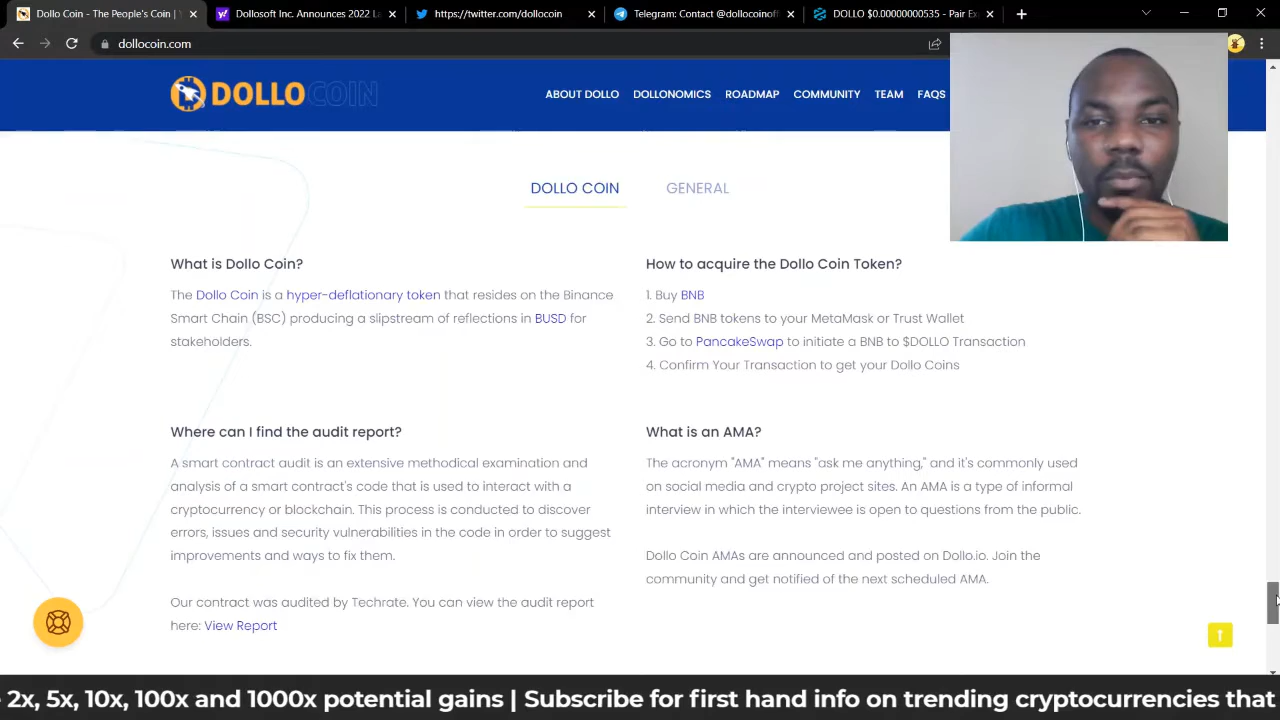 Dollo Coin - The People's Coin |
Dollosoft Inc. Announces 2022 Le
https://twitter.com/dollocoin
Telegram: Contact @dollocoinoff
DOLLO $0.0000000535 - Pair Ex
dollocoin.com
DOLLO COIN
ABOUT DOLLO DOLLONOMICS ROADMAP COMMUNITY TEAM FAQS
DOLLO COIN GENERAL
What is Dollo Coin?
The Dollo Coin is a hyper-deflationary token that resides on the Binance
Smart Chain (BSC) producing a slipstream of reflections in BUSD for
stakeholders.
How to acquire the Dollo Coin Token?
1. Buy BNB
2. Send BNB tokens to your MetaMask or Trust Wallet
3. Go to PancakeSwap to initiate a BNB to $DOLLO Transaction
4. Confirm Your Transaction to get your Dollo Coins
Where can I find the audit report?
A smart contract audit is an extensive methodical examination and
analysis of a smart contract's code that is used to interact with a
cryptocurrency or blockchain. This process is conducted to discover
errors, issues and security vulnerabilities in the code in order to suggest
improvements and ways to fix them.
Our contract was audited by Techrate. You can view the audit report
here: View Report
What is an AMA?
The acronym "AMA" means "ask me anything," and it's commonly used
on social media and crypto project sites. An AMA is a type of informal
interview in which the interviewee is open to questions from the public.
Dollo Coin AMAs are announced and posted on Dollo.io. Join the
community and get notified of the next scheduled AMA.
2x, 5x, 10x, 100x and 1000x potential gains | Subscribe for first hand info on trending cryptocurrencies that